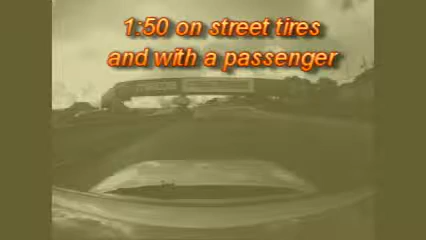 1:50 on street tires
and with a passenger